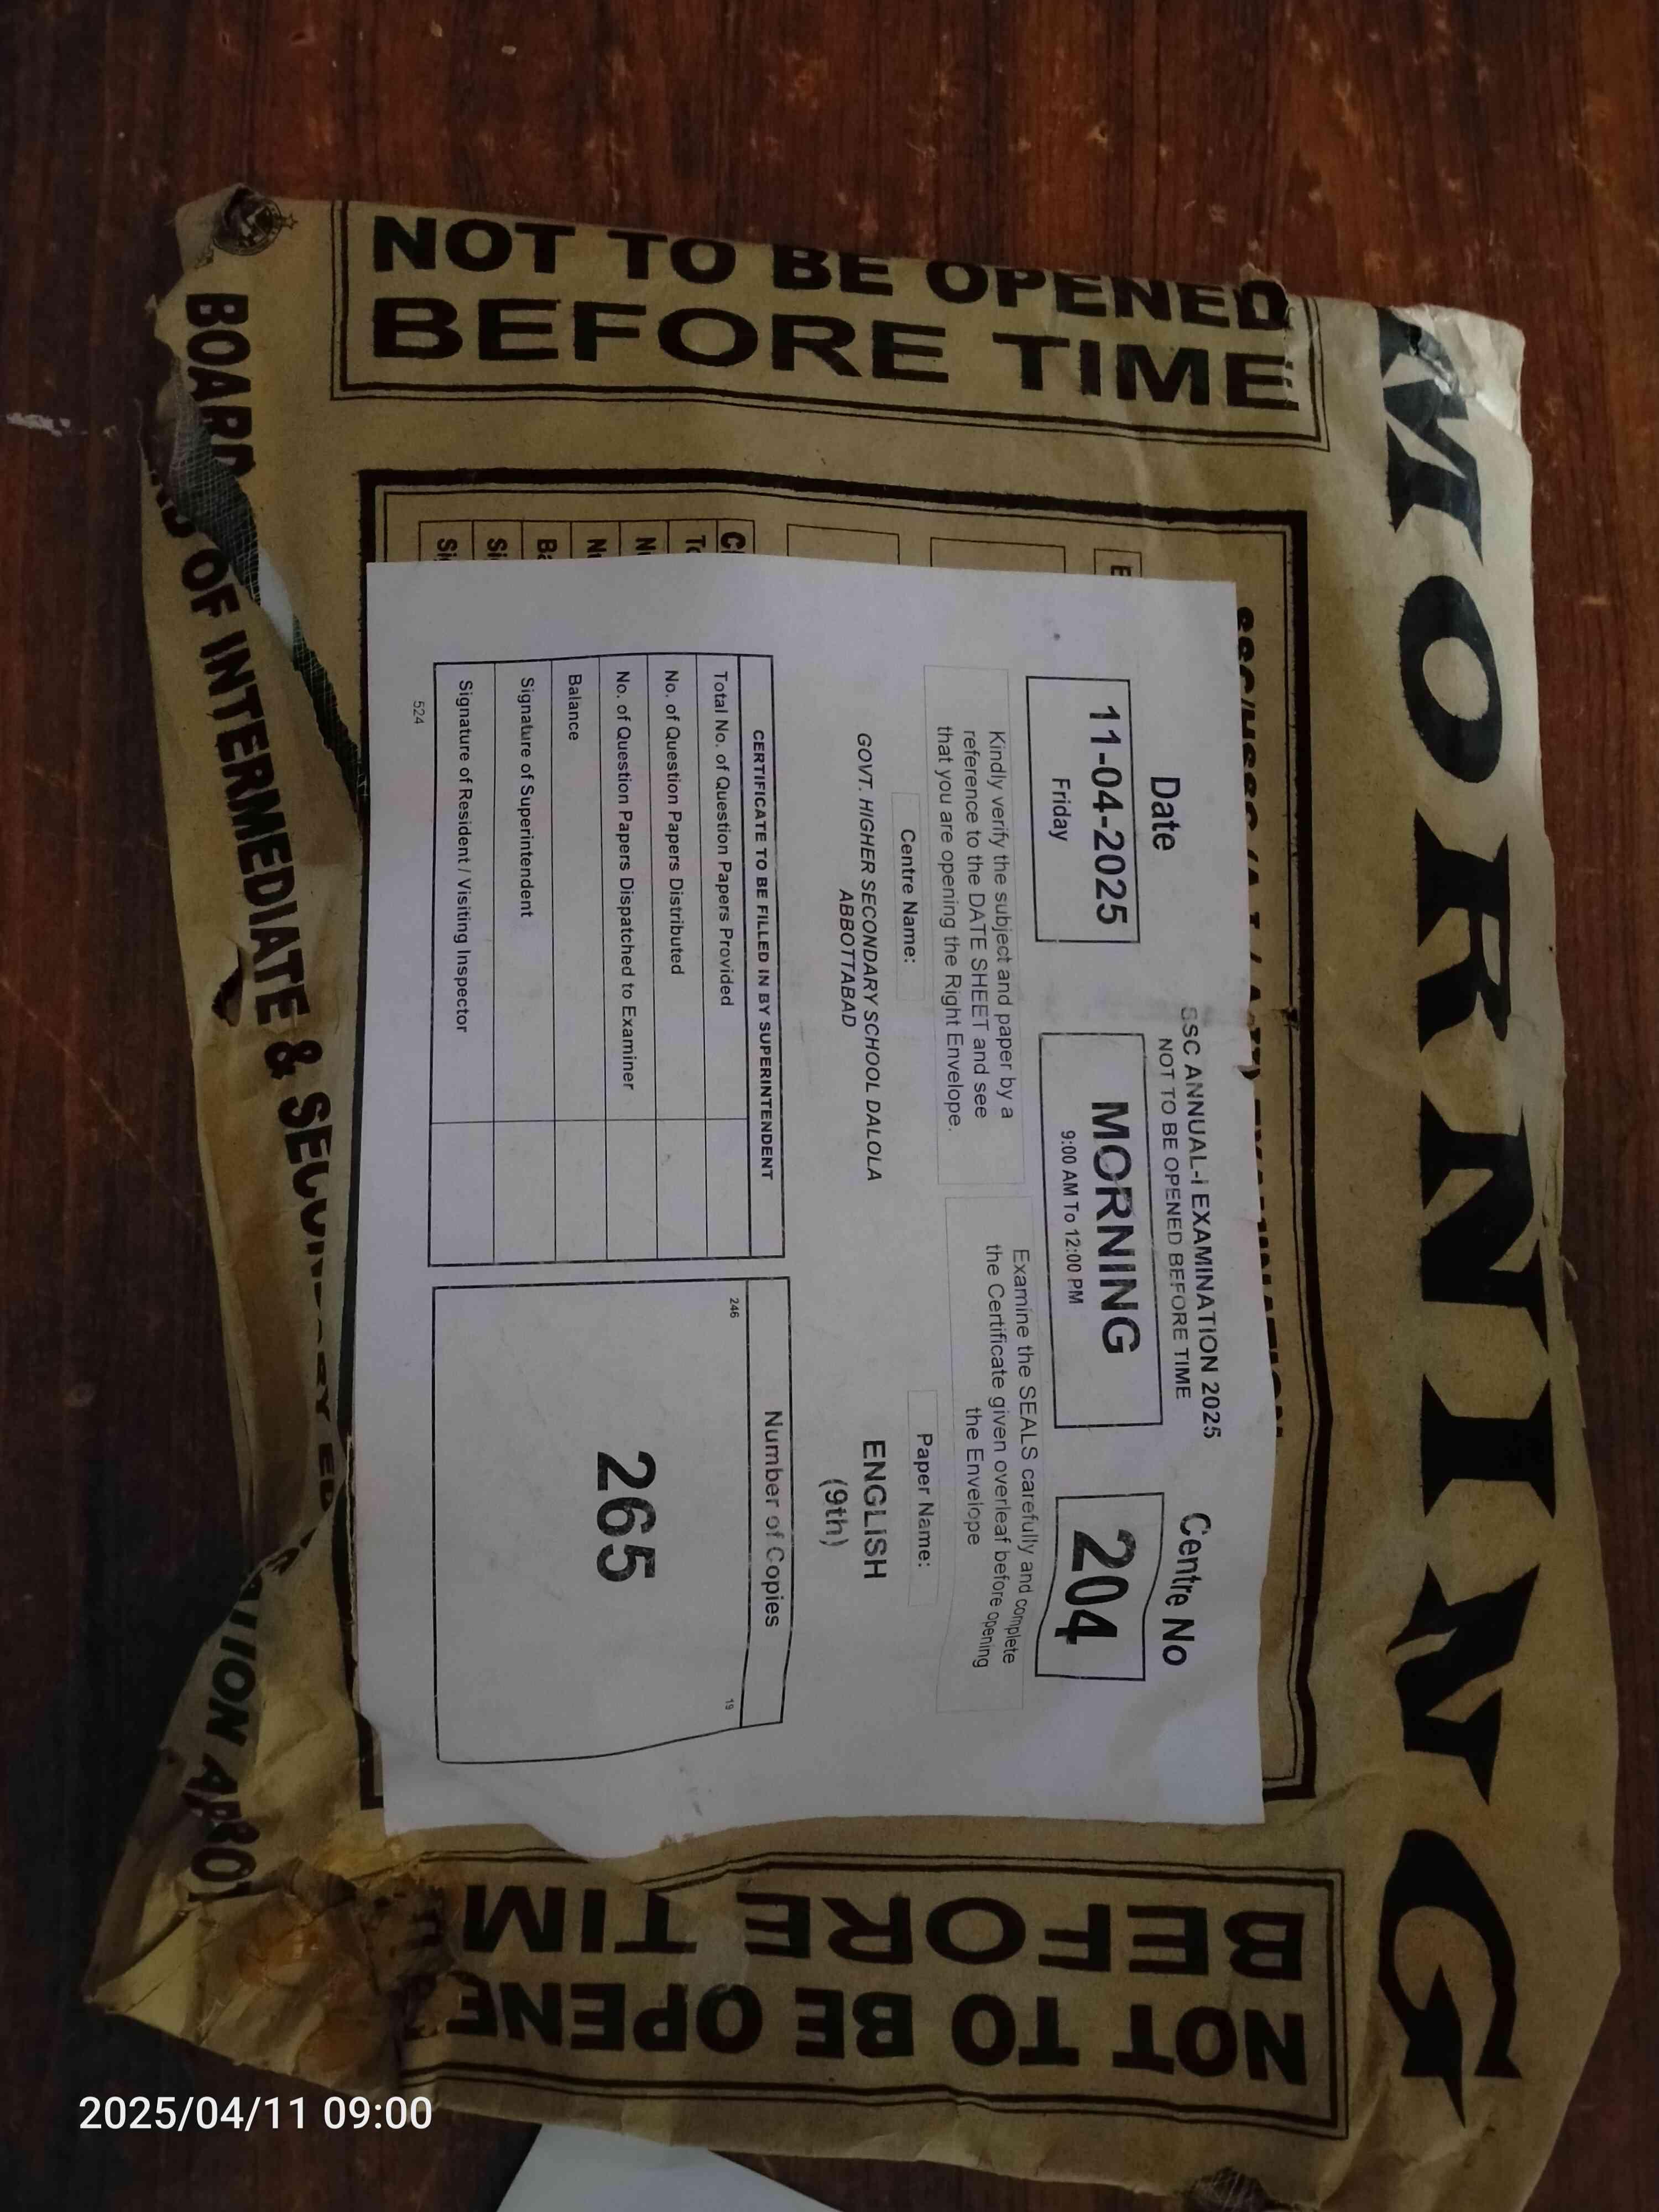 MORNING
NOT TO BE OPENED
BEFORE TIME
SSC ANNUAL-I EXAMINATION 2025
NOT TO BE OPENED BEFORE TIME
Date
11-04-2025
Friday
MORNING
9:00 AM To 12:00 PM
Centre No
204
Kindly verify the subject and paper by a
reference to the DATE SHEET and see
that you are opening the Right Envelope.
Examine the SEALS carefully and complete
the Certificate given overleaf before opening
the Envelope
Centre Name:
GOVT. HIGHER SECONDARY SCHOOL DALOLA
ABBOTTABAD
Paper Name:
ENGLISH
(9th)
CERTIFICATE TO BE FILLED IN BY SUPERINTENDENT
Total No. of Question Papers Provided
No. of Question Papers Distributed
No. of Question Papers Dispatched to Examiner
Balance
Signature of Superintendent
Signature of Resident / Visiting Inspector
524
Number of Copies
246
265
19
NOT TO BE OPENE
BEFORE TIM
BOARD OF INTERMEDIATE &
2025/04/11 09:00